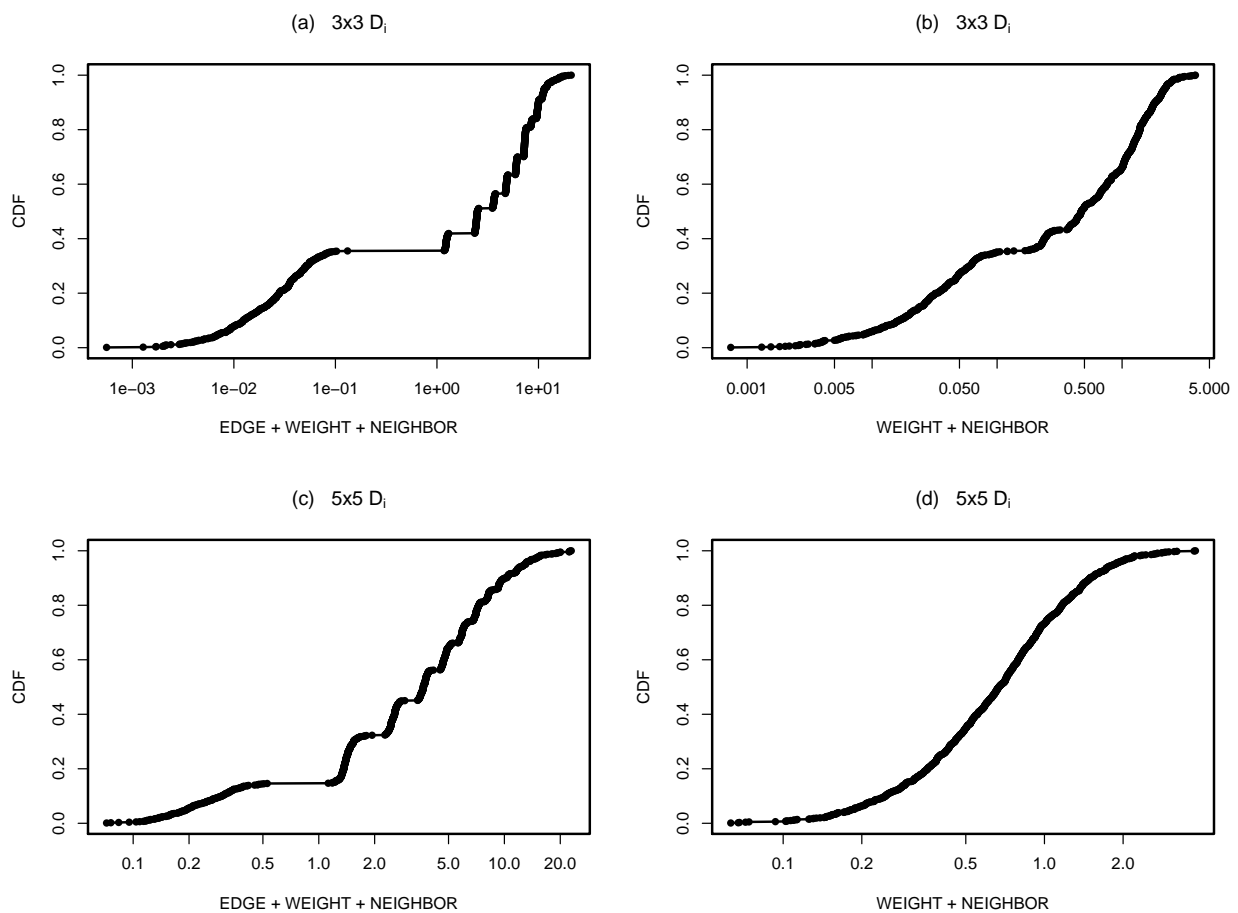 (a) 3x3 Di
CDF
0.0 0.2 0.4 0.6 0.8 1.0
1e−03 1e−02 1e−01 1e+00 1e+01
EDGE + WEIGHT + NEIGHBOR
(b) 3x3 Di
CDF
0.0 0.2 0.4 0.6 0.8 1.0
0.001 0.005 0.050 0.500 5.000
WEIGHT + NEIGHBOR
(c) 5x5 Di
CDF
0.0 0.2 0.4 0.6 0.8 1.0
0.1 0.2 0.5 1.0 2.0 5.0 10.0 20.0
EDGE + WEIGHT + NEIGHBOR
(d) 5x5 Di
CDF
0.0 0.2 0.4 0.6 0.8 1.0
0.1 0.2 0.5 1.0 2.0
WEIGHT + NEIGHBOR